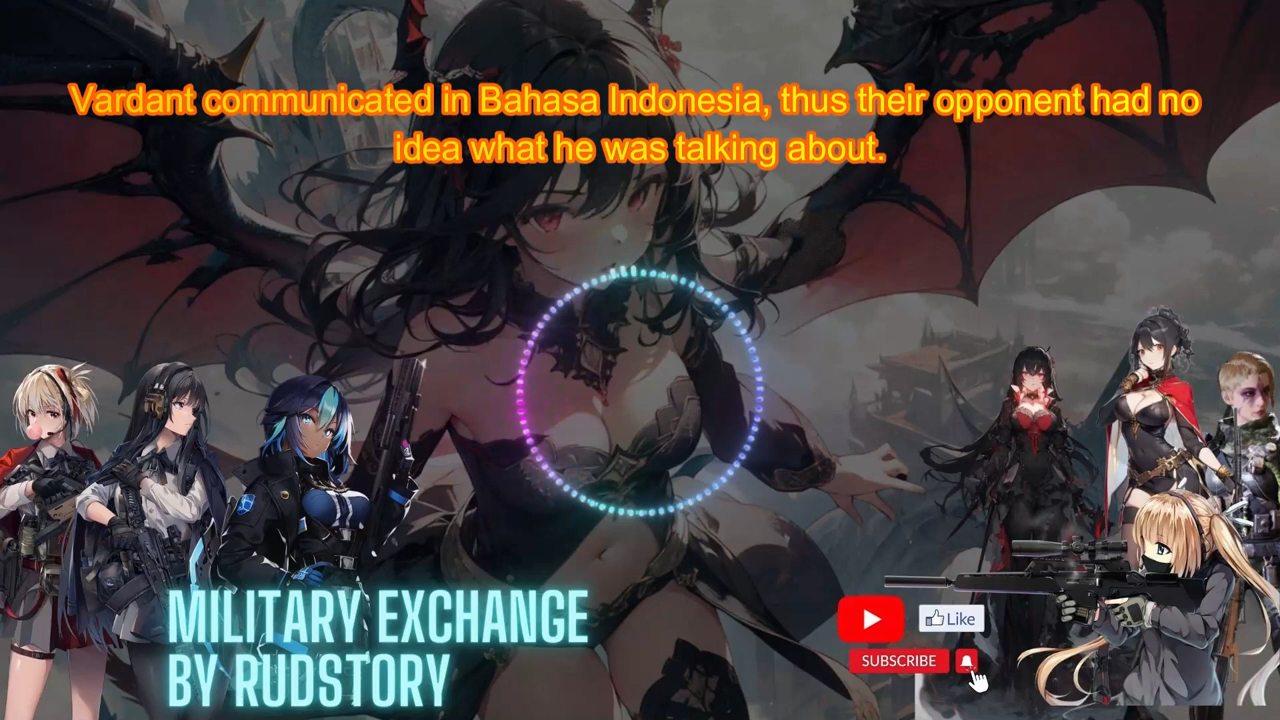 Vardant communicated in Bahasa Indonesia, thus their opponent had no
idea what he was talking about.
MILITARY EXCHANGE
BY RUDSTORY
Like
SUBSCRIBE